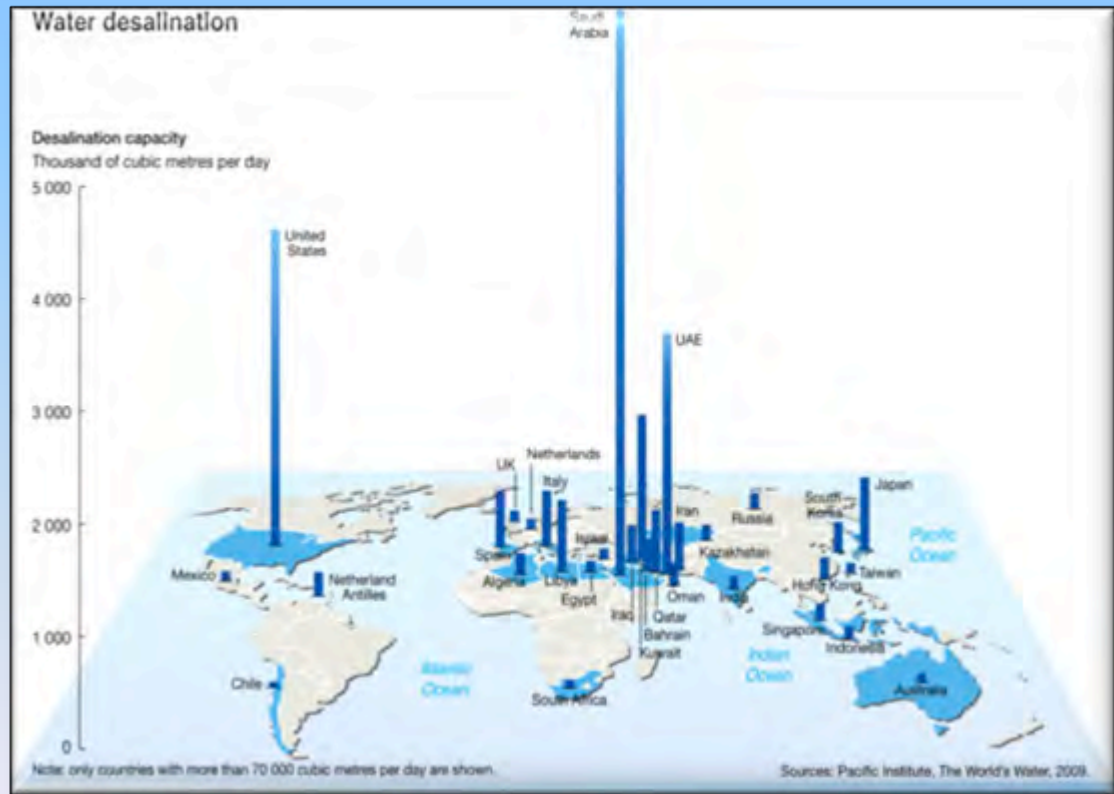 Water desalination
Saudi
Arabia
Desalination capacity
Thousand of cubic metres per day
5 000
4 000
3 000
2 000
1 000
0
United
States
UAE
Netherlands
UK
Italy
Israel
Iran
South
Korea
Japan
Russia
Spain
Kazakhstan
Pacific
Ocean
Mexico
Netherland
Antilles
Algeria
Libya
Egypt
Taiwan
Hong Kong
India
Oman
Iraq
Qatar
Bahrain
Kuwait
Singapore
Indonesia
Atlantic
Ocean
Indian
Ocean
Chile
South Africa
Australia
Note: only countries with more than 70 000 cubic metres per day are shown.
Sources: Pacific Institute, The World's Water, 2009.